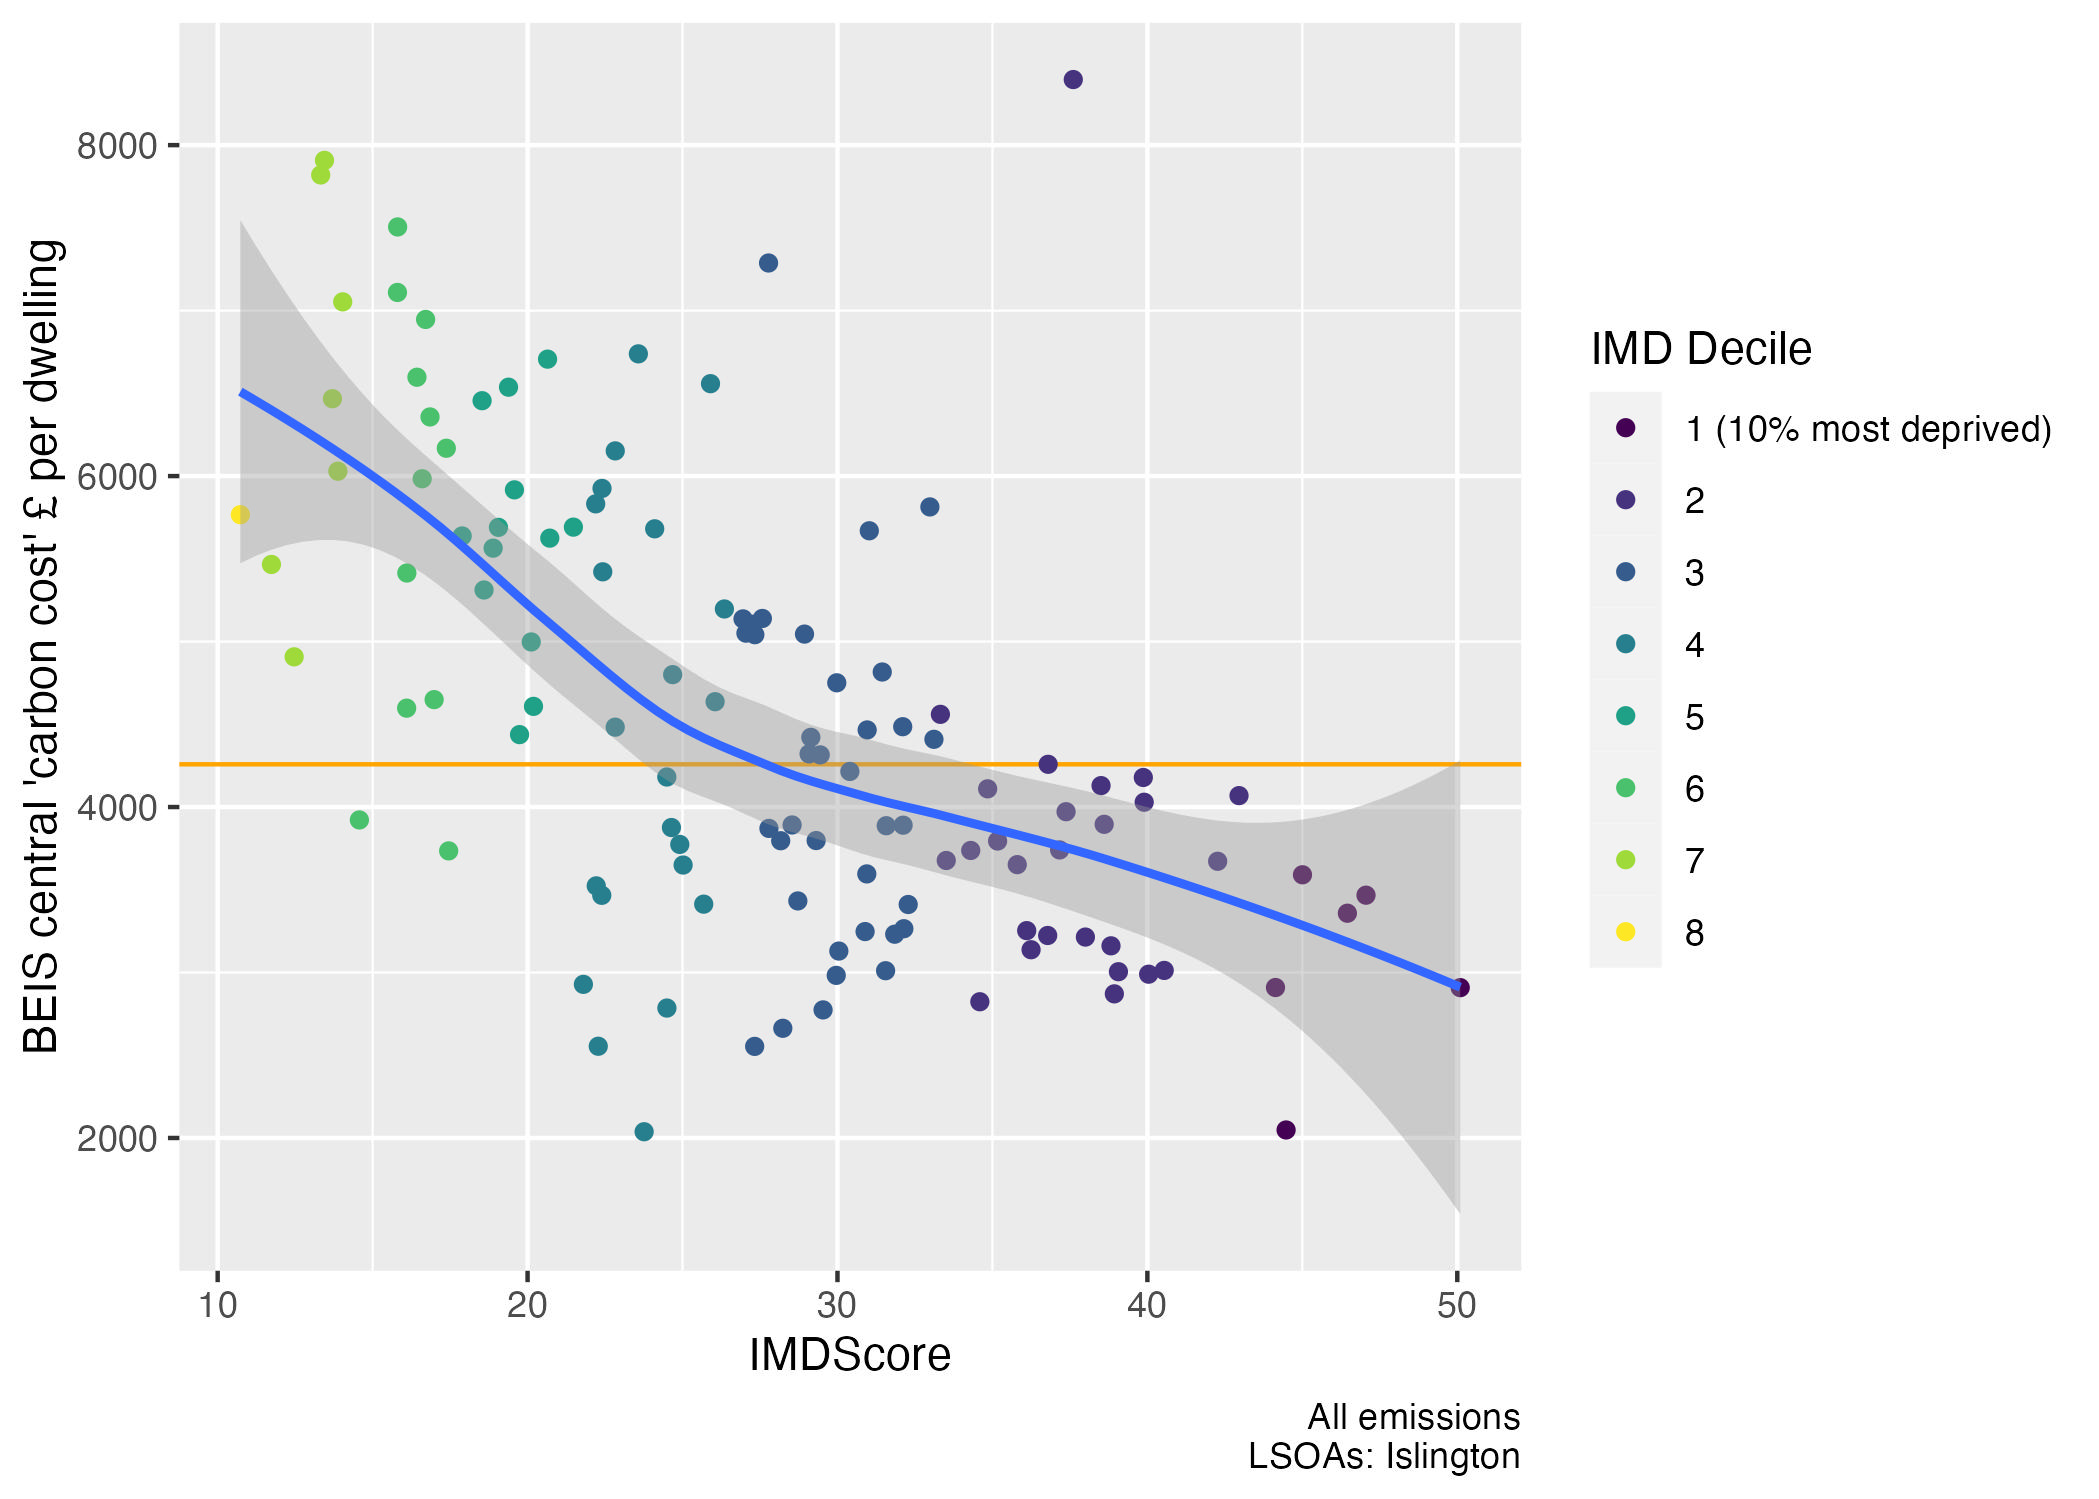 8000
6000
4000
2000
BEIS central 'carbon cost' £ per dwelling
10 20 30 40 50
IMDScore
IMD Decile
1 (10% most deprived)
2
3
4
5
6
7
8
All emissions
LSOAs: Islington